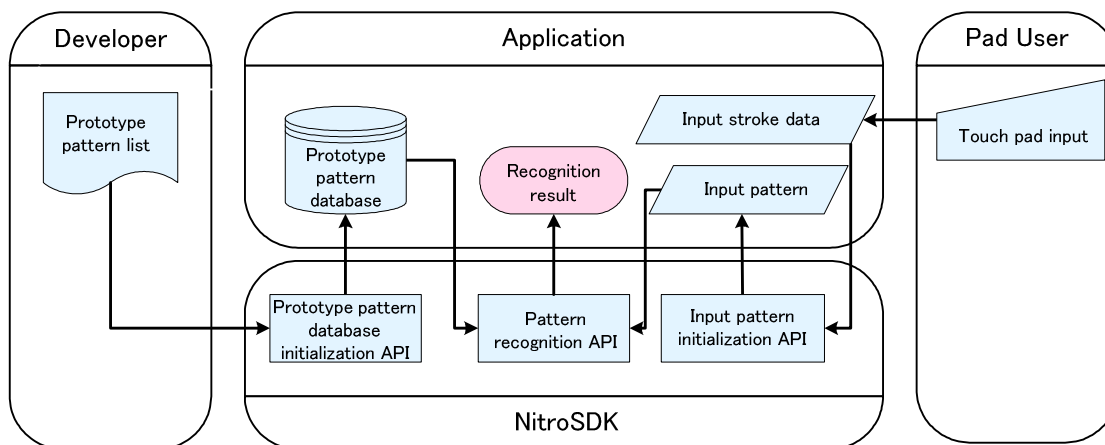 Developer
Application
Pad User
Prototype
pattern list
Prototype
pattern
database
Recognition
result
Input stroke data
Input pattern
Touch pad input
Prototype pattern
database
initialization API
Pattern
recognition API
Input pattern
initialization API
NitroSDK